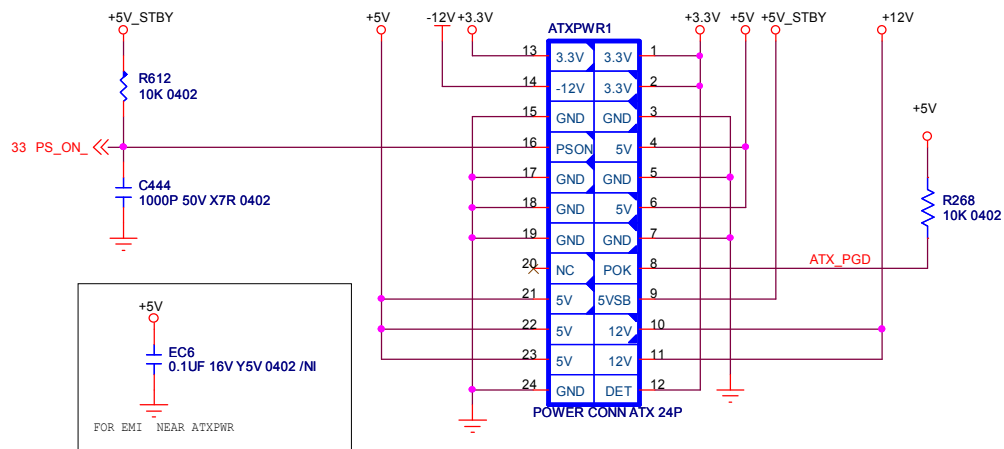 +5V_STBY +5V -12V +3.3V +3.3V +5V +5V_STBY +12V
ATXPWR1
R612
10K 0402
33 PS_ON_
C444
1000P 50V X7R 0402
13 3.3V 3.3V 1
14 -12V 3.3V 2
15 GND GND 3
16 PSON 5V 4
17 GND GND 5
18 GND 5V 6
19 GND GND 7
20 NC POK 8
21 5V 5VSB 9
22 5V 12V 10
23 5V 12V 11
24 GND DET 12
POWER CONN ATX 24P
+5V
R268
10K 0402
ATX_PGD
+5V
EC6
0.1UF 16V Y5V 0402 /NI
FOR EMI NEAR ATXPWR